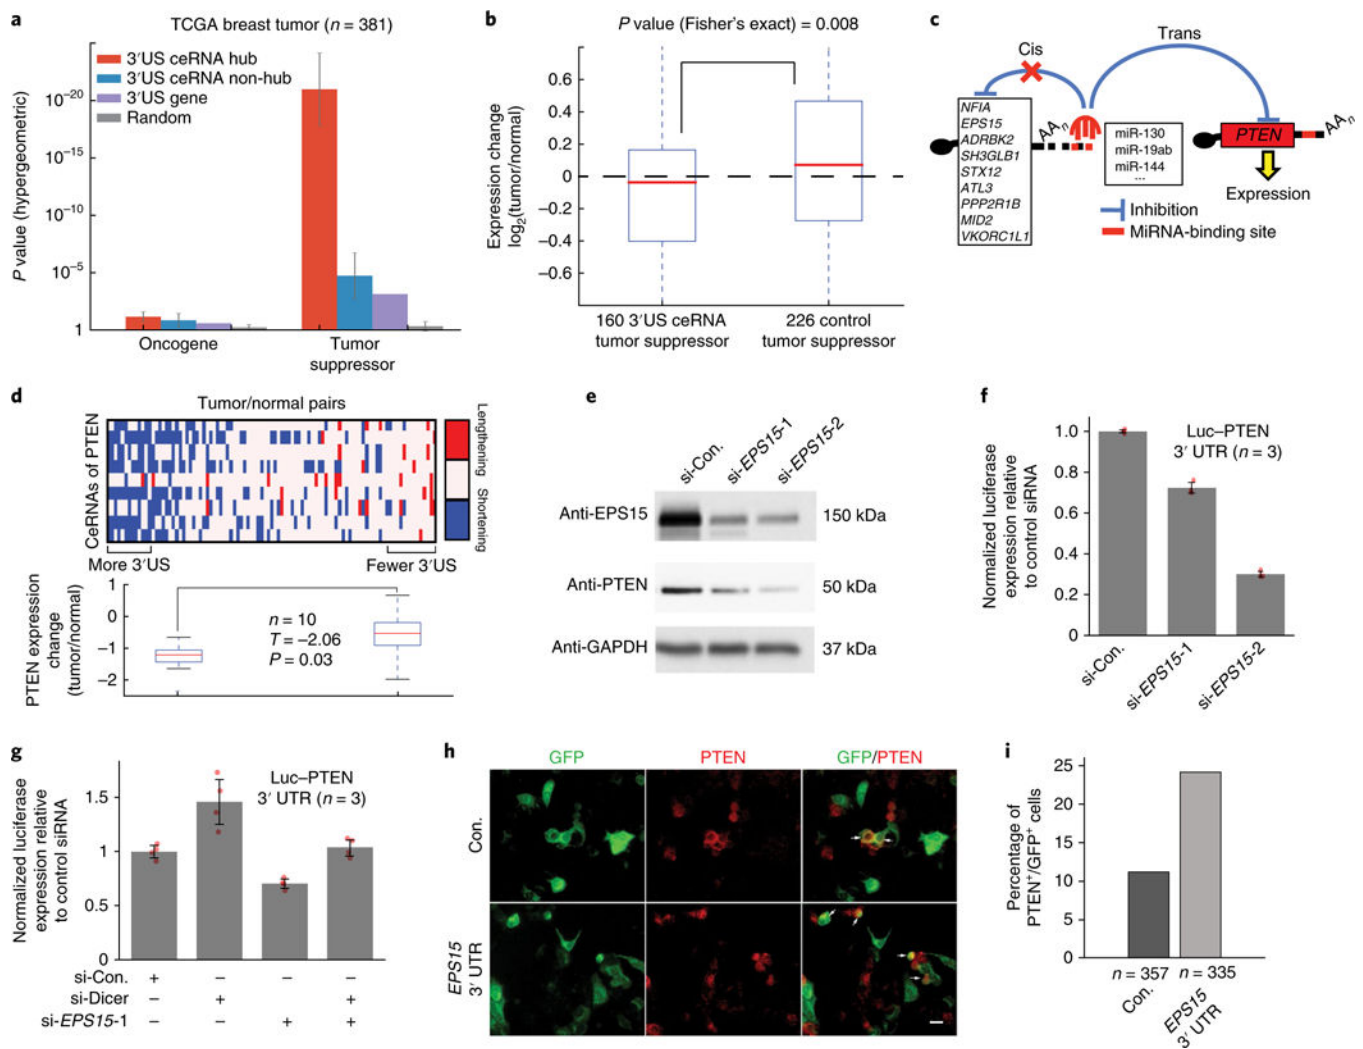 a
TCGA breast tumor (n = 381)
3′US ceRNA hub
3′US ceRNA non-hub
3′US gene
Random
P value (hypergeometric)
10−20
10−15
10−10
10−5
1
Oncogene
Tumor
suppressor
b
P value (Fisher's exact) = 0.008
Expression change
log2(tumor/normal)
0.6
0.4
0.2
0
−0.2
−0.4
−0.6
160 3′US ceRNA
tumor suppressor
226 control
tumor suppressor
c
Trans
Cis
NFIA
EPS15
ADRBK2
SH3GLB1
STX12
ATL3
PPP2R1B
MID2
VKORC1L1
AAn
miR-130
miR-19ab
miR-144
...
PTEN
AAn
Expression
Inhibition
MiRNA-binding site
d
Tumor/normal pairs
CeRNAs of PTEN
Lengthening
Shortening
More 3′US
Fewer 3′US
PTEN expression
change
(tumor/normal)
1
0
−1
−2
n = 10
T = −2.06
P = 0.03
e
si-Con.
si-EPS15-1
si-EPS15-2
Anti-EPS15
150 kDa
Anti-PTEN
50 kDa
Anti-GAPDH
37 kDa
f
Luc–PTEN
3′ UTR (n = 3)
Normalized luciferase
expression relative
to control siRNA
1.0
0.8
0.6
0.4
0.2
0
si-Con.
si-EPS15-1
si-EPS15-2
g
Luc–PTEN
3′ UTR (n = 3)
Normalized luciferase
expression relative
to control siRNA
1.5
1
0.5
0
si-Con. + − − −
si-Dicer − + − +
si-EPS15-1 − − + +
h
GFP
PTEN
GFP/PTEN
Con.
EPS15
3′ UTR
i
Percentage of
PTEN+/GFP+ cells
25
20
15
10
5
0
n = 357
n = 335
Con.
EPS15
3′ UTR